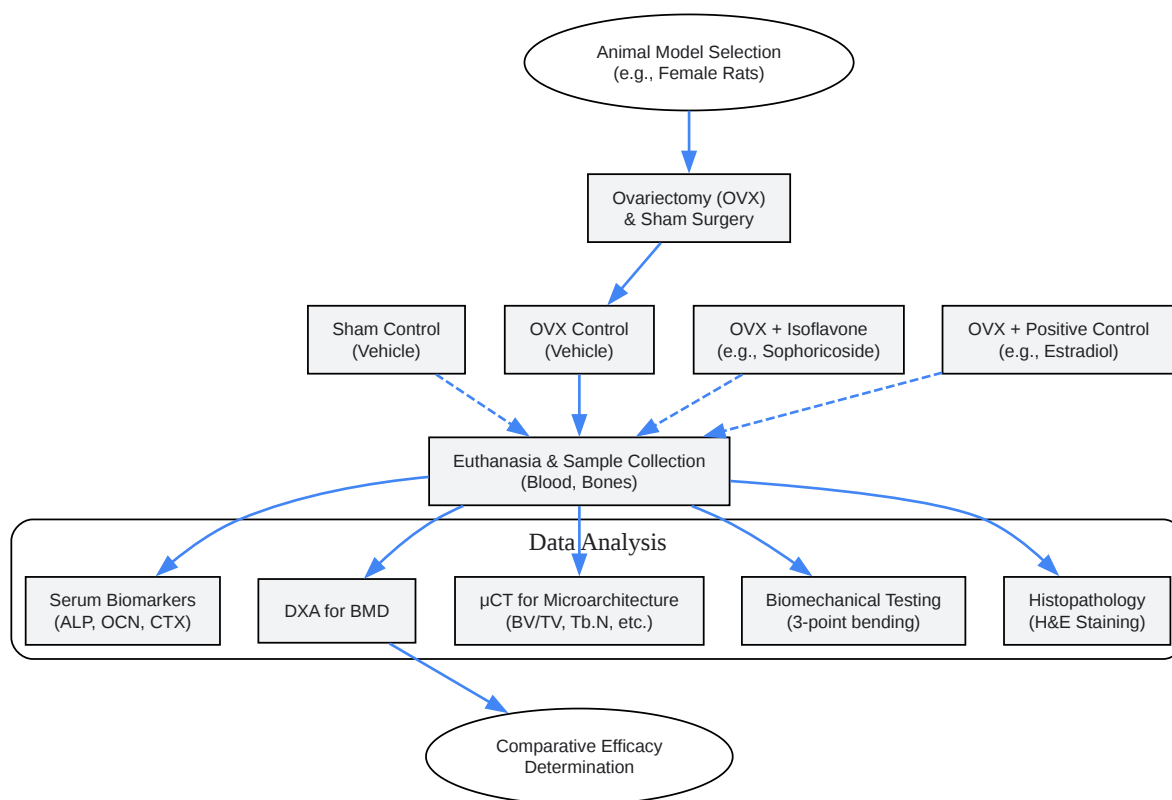 Animal Model Selection
(e.g., Female Rats)
Ovariectomy (OVX)
& Sham Surgery
Sham Control
(Vehicle)
OVX Control
(Vehicle)
OVX + Isoflavone
(e.g., Sophoricoside)
OVX + Positive Control
(e.g., Estradiol)
Euthanasia & Sample Collection
(Blood, Bones)
Data Analysis
Serum Biomarkers
(ALP, OCN, CTX)
DXA for BMD
μCT for Microarchitecture
(BV/TV, Tb.N, etc.)
Biomechanical Testing
(3-point bending)
Histopathology
(H&E Staining)
Comparative Efficacy
Determination